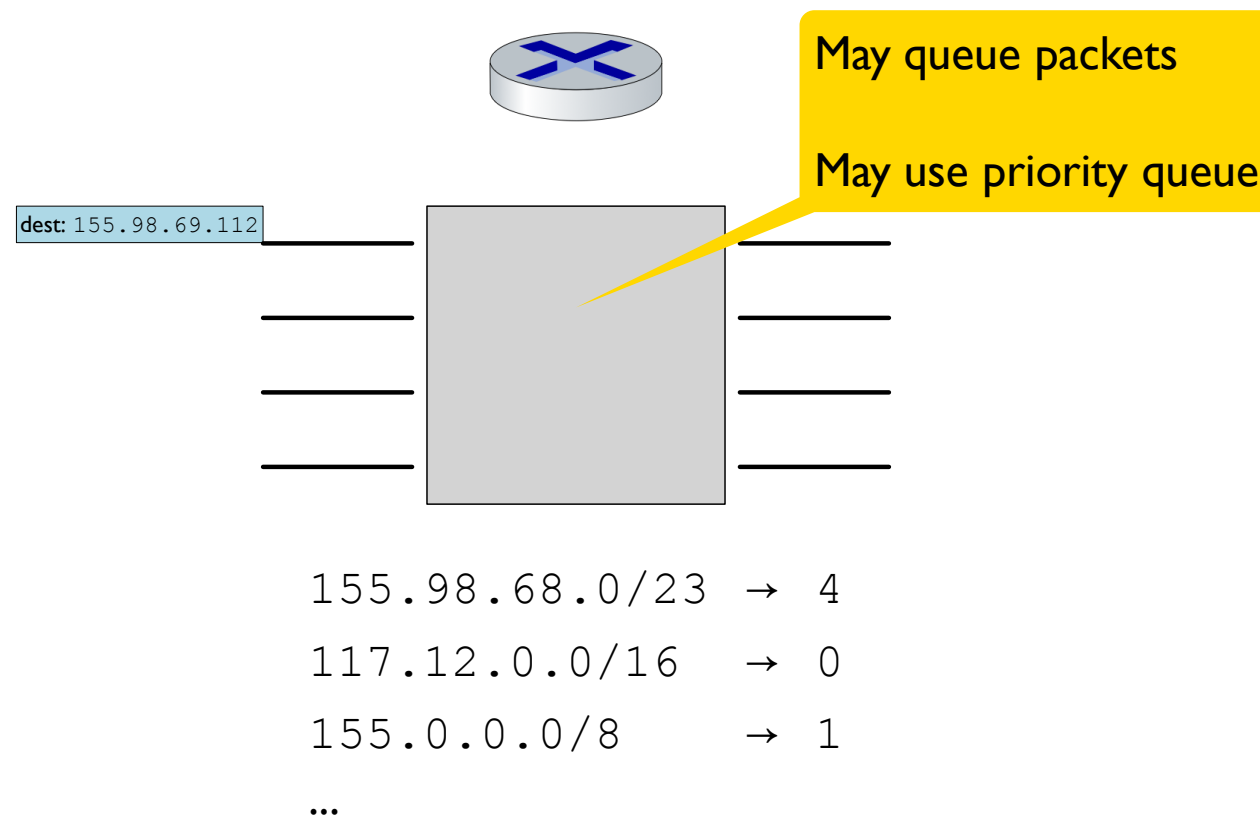 May queue packets
May use priority queue
dest: 155.98.69.112
155.98.68.0/23 → 4
117.12.0.0/16 → 0
155.0.0.0/8 → 1
...